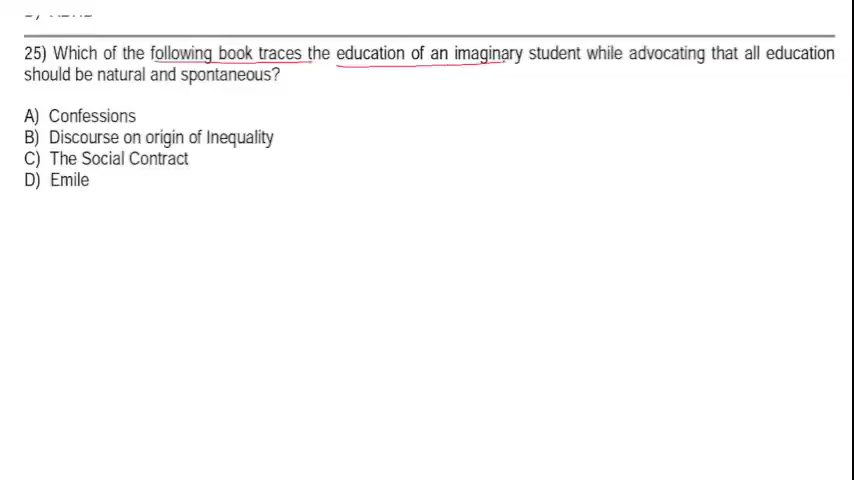 25) Which of the following book traces the education of an imaginary student while advocating that all education
should be natural and spontaneous?
A) Confessions
B) Discourse on origin of Inequality
C) The Social Contract
D) Emile